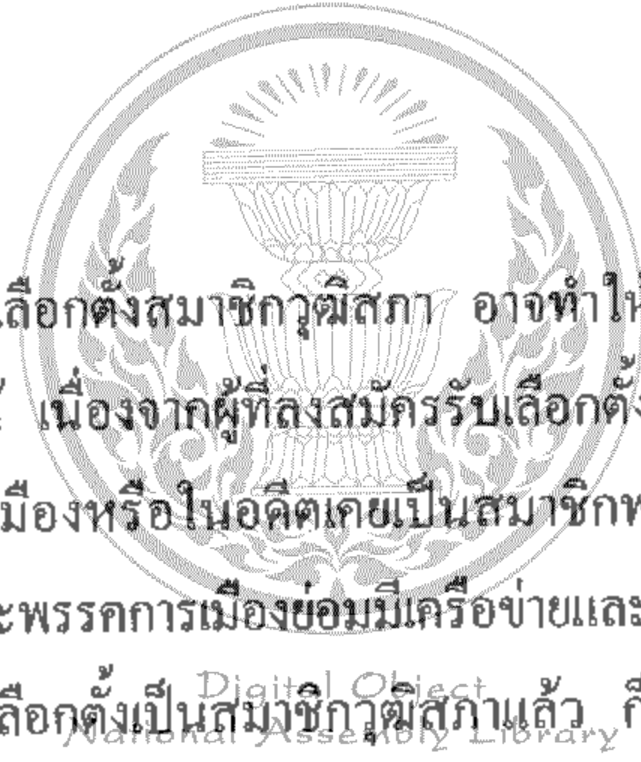 เลือกตั้งสมาชิกวุฒิสภา อาจทำให้
เนื่องจากผู้ที่ลงสมัครรับเลือกตั้ง
เมืองหรือในอดีตเคยเป็นสมาชิกพ
ะพรรคการเมืองย่อมมีเครือข่ายและ
Digital Object
ลือกตั้งเป็นสมาชิกวุฒิสภาแล้ว ก็
National Assembly Library